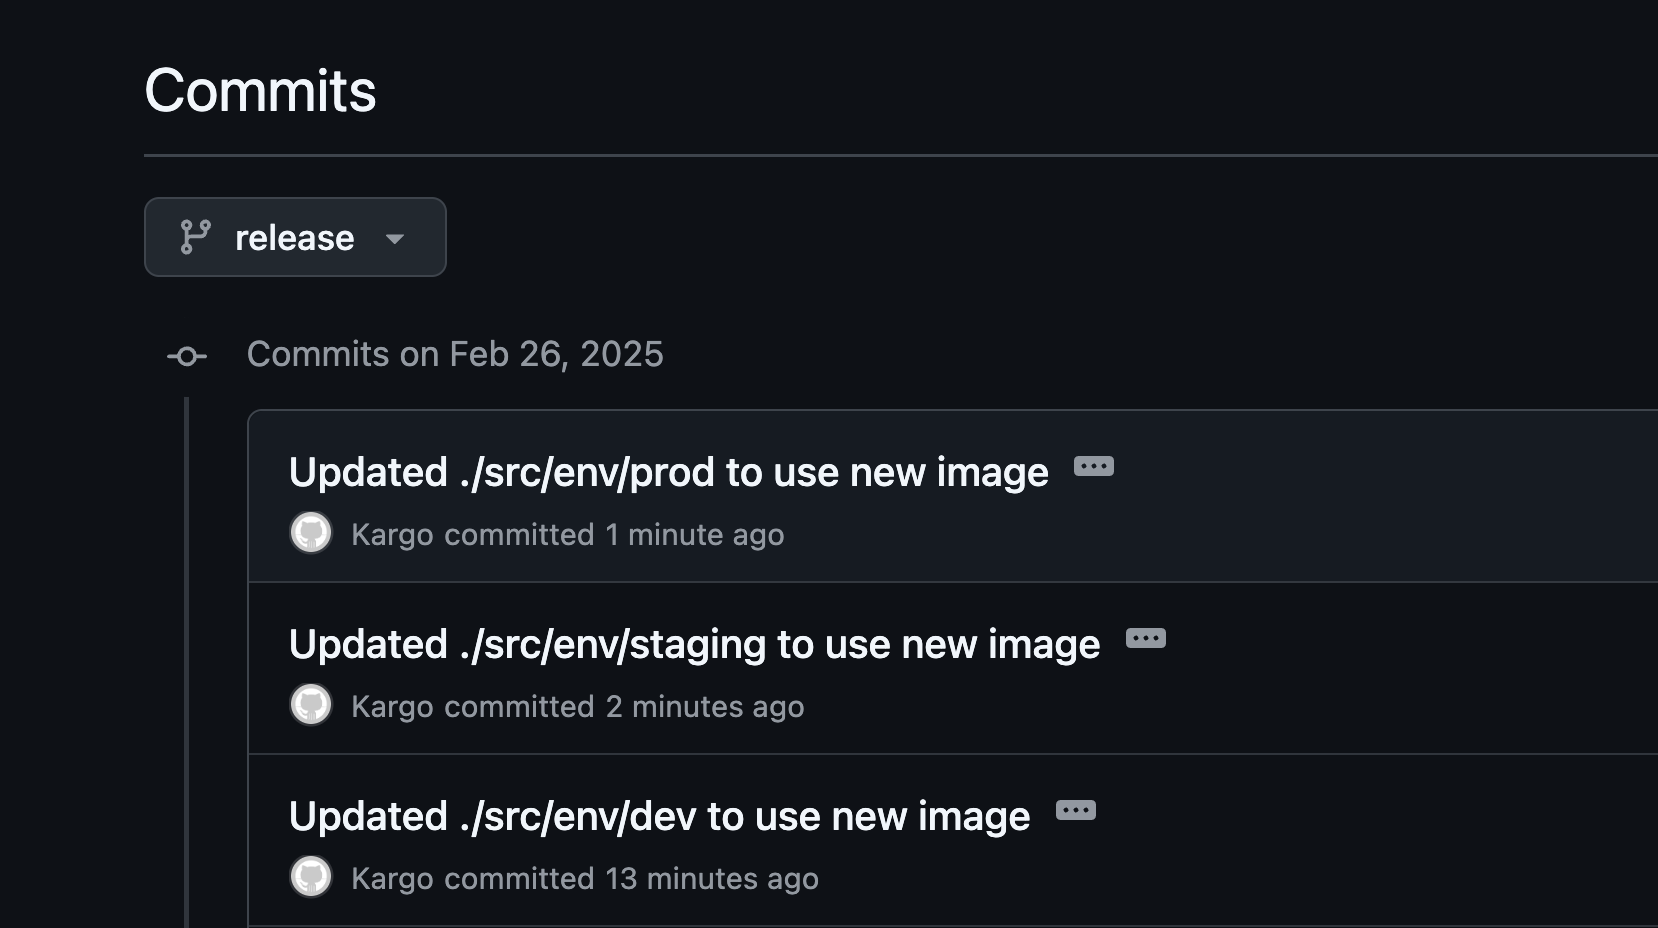 Commits
release
Commits on Feb 26, 2025
Updated ./src/env/prod to use new image
Kargo committed 1 minute ago
Updated ./src/env/staging to use new image
Kargo committed 2 minutes ago
Updated ./src/env/dev to use new image
Kargo committed 13 minutes ago